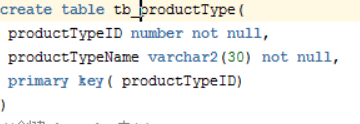 create table tb_productType(
productTypeID number not null,
productTypeName varchar2(30) not null,
primary key( productTypeID)
)